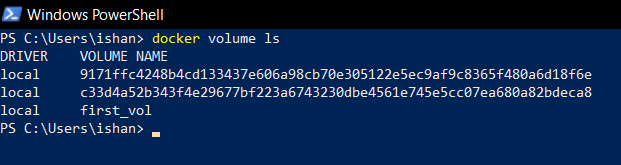 Windows PowerShell
PS C:\Users\ishan> docker volume ls
DRIVER    VOLUME NAME
local     9171ffc4248b4cd133437e606a98cb70e305122e5ec9af9c8365f480a6d18f6e
local     c33d4a52b343f4e29677bf223a6743230dbe4561e745e5cc07ea680a82bdeca8
local     first_vol
PS C:\Users\ishan>